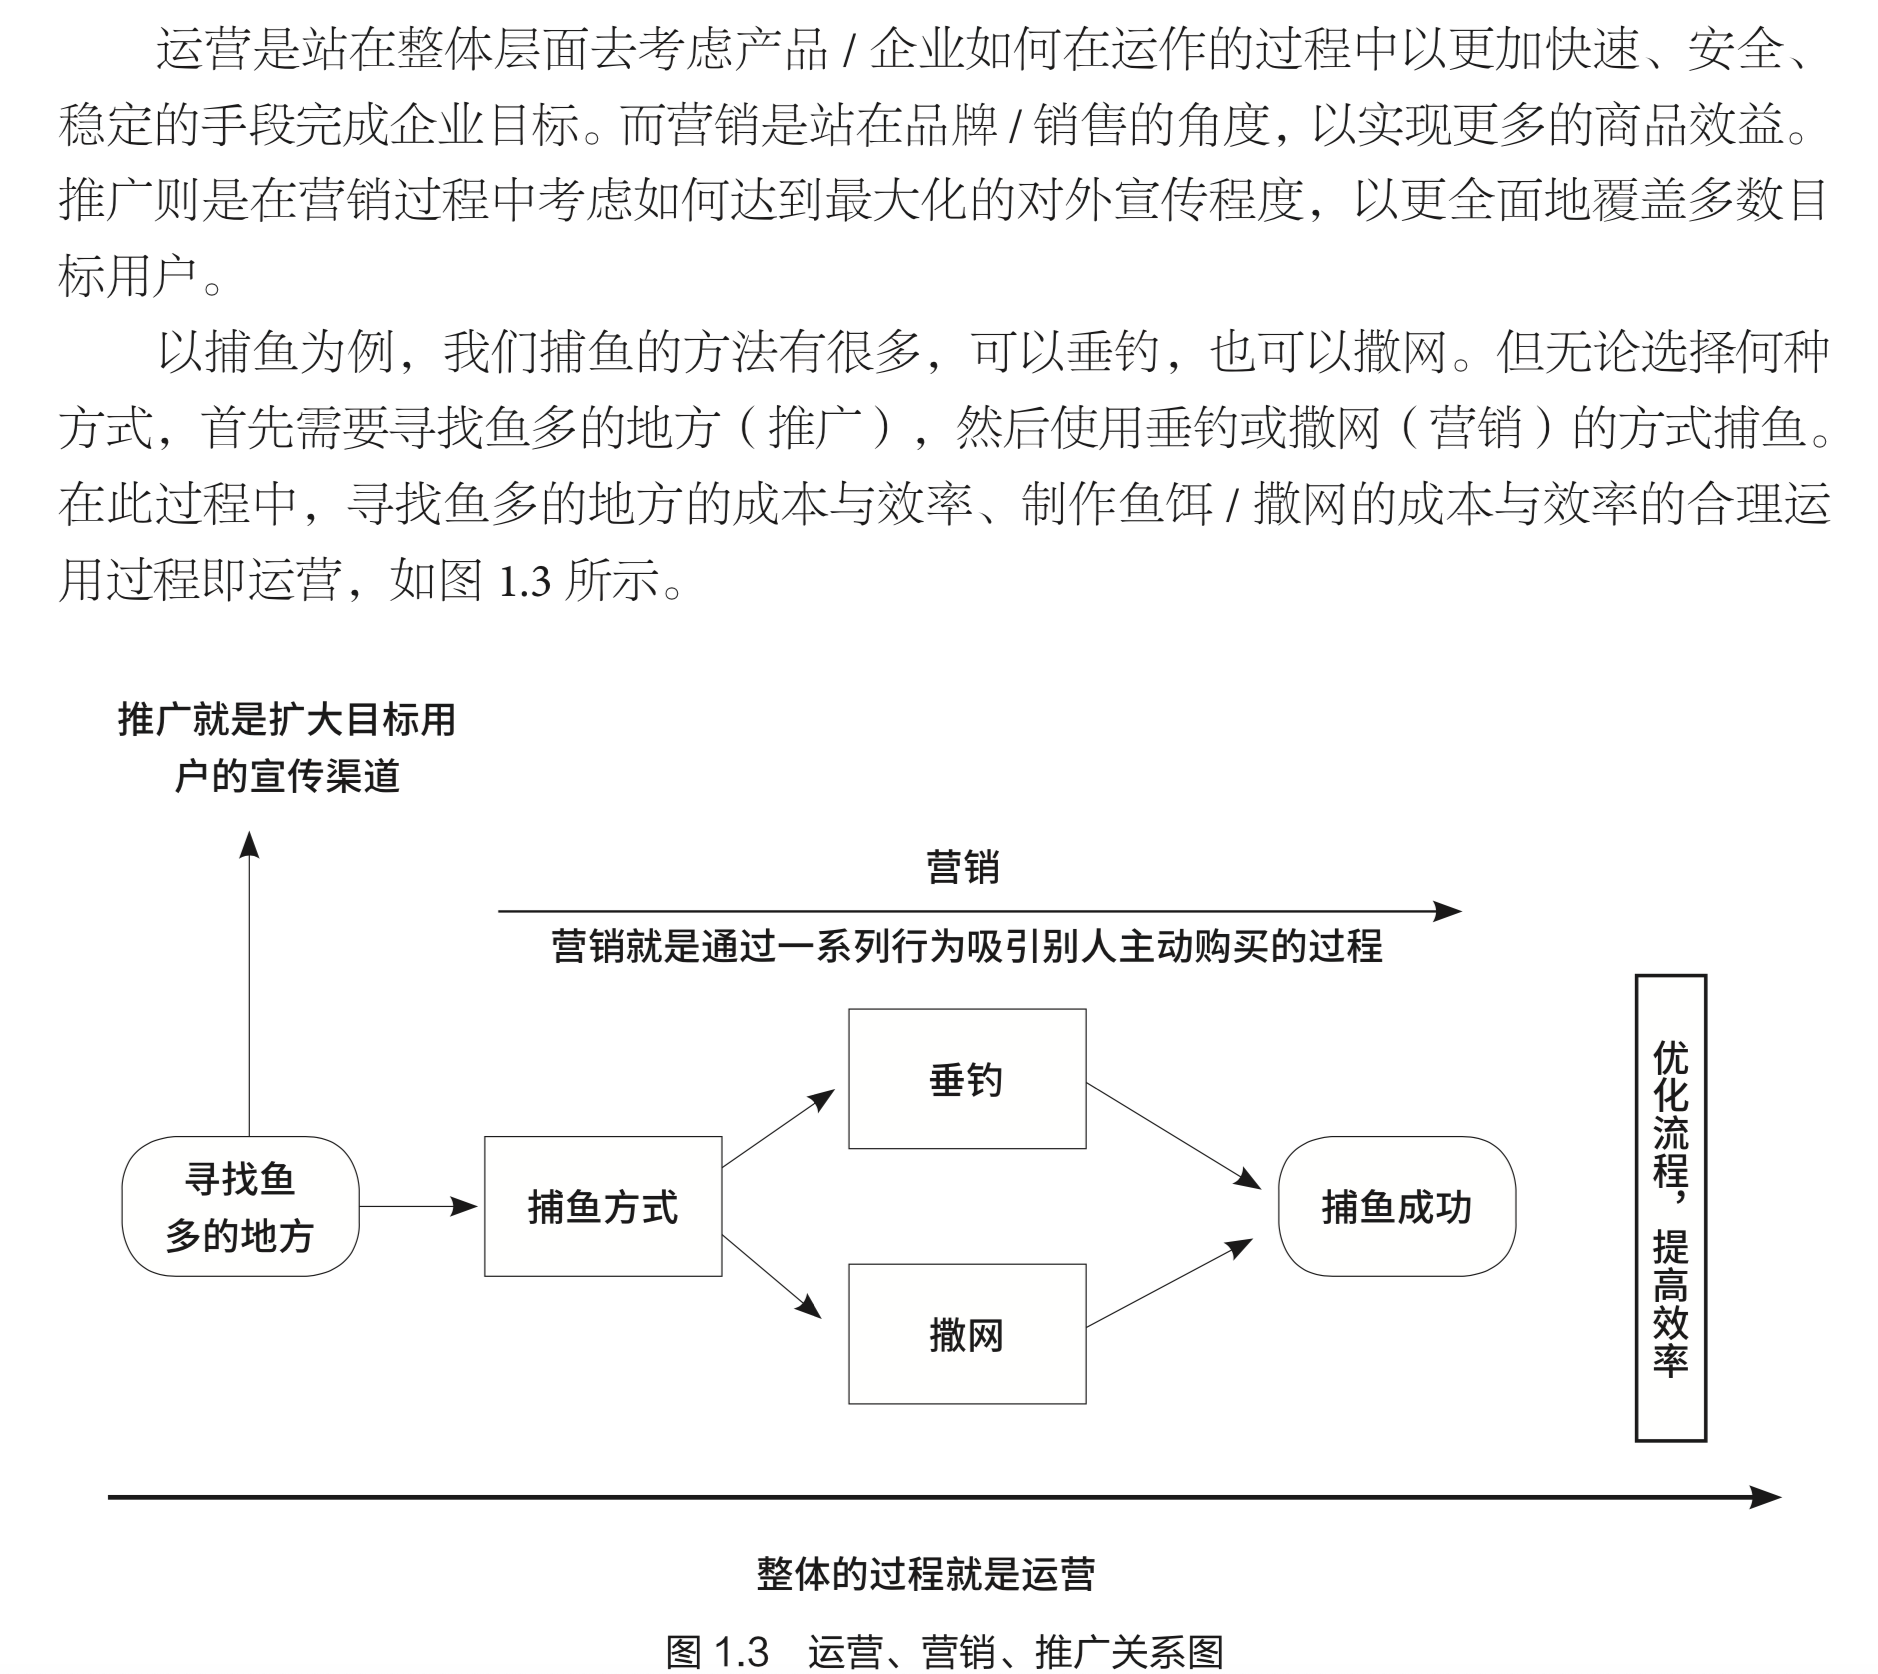 运营是站在整体层面去考虑产品 / 企业如何在运作的过程中以更加快速、安全、
稳定的手段完成企业目标。而营销是站在品牌 / 销售的角度，以实现更多的商品效益。
推广则是在营销过程中考虑如何达到最大化的对外宣传程度，以更全面地覆盖多数目
标用户。
以捕鱼为例，我们捕鱼的方法有很多，可以垂钓，也可以撒网。但无论选择何种
方式，首先需要寻找鱼多的地方（推广），然后使用垂钓或撒网（营销）的方式捕鱼。
在此过程中，寻找鱼多的地方的成本与效率、制作鱼饵 / 撒网的成本与效率的合理运
用过程即运营，如图 1.3 所示。
推广就是扩大目标用
户的宣传渠道
营销
营销就是通过一系列行为吸引别人主动购买的过程
寻找鱼
多的地方
捕鱼方式
垂钓
撒网
捕鱼成功
优化流程，提高效率
整体的过程就是运营
图 1.3　运营、营销、推广关系图